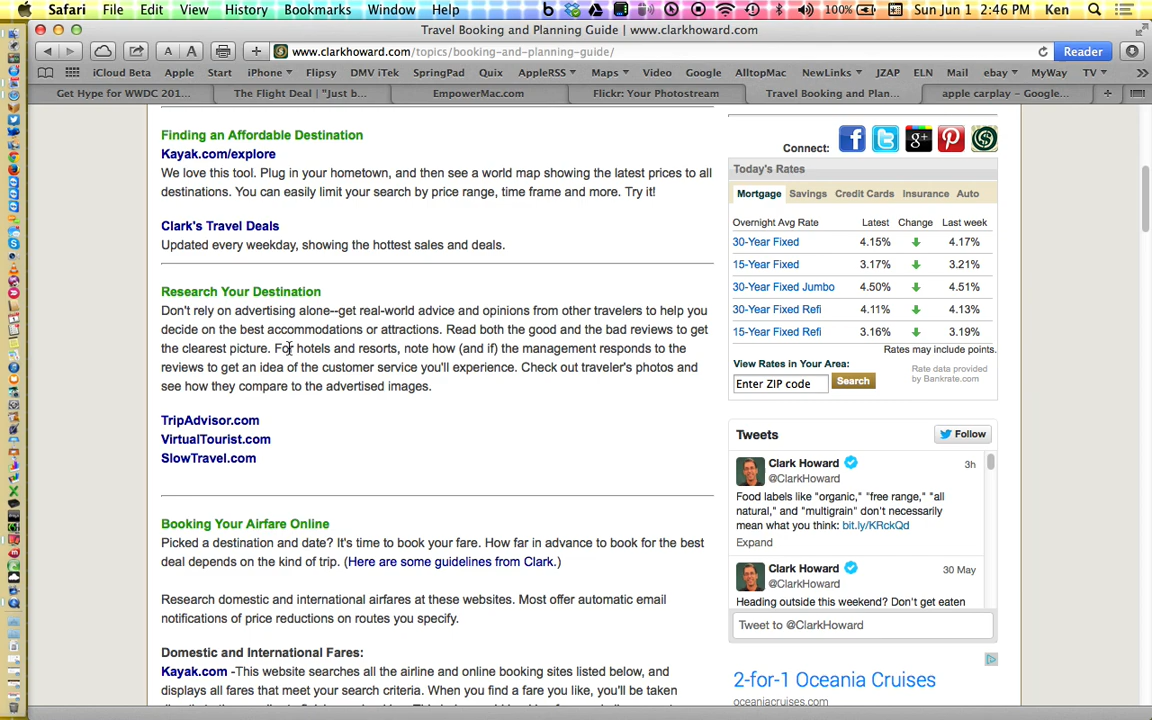 Safari File Edit View History Bookmarks Window Help 100% Sun Jun 1 2:46 PM Ken
Travel Booking and Planning Guide | www.clarkhoward.com
A A + www.clarkhoward.com/topics/booking-and-planning-guide/ Reader
iCloud Beta Apple Start iPhone Flipsy DMV iTek SpringPad Quix AppleRSS Maps Video Google AlltopMac NewLinks JZAP ELN Mail ebay MyWay TV
Get Hype for WWDC 201... The Flight Deal | "Just b... EmpowerMac.com Flickr: Your Photostream Travel Booking and Plan... apple carplay - Google...
Finding an Affordable Destination
Kayak.com/explore
We love this tool. Plug in your hometown, and then see a world map showing the latest prices to all
destinations. You can easily limit your search by price range, time frame and more. Try it!
Clark's Travel Deals
Updated every weekday, showing the hottest sales and deals.
Research Your Destination
Don't rely on advertising alone--get real-world advice and opinions from other travelers to help you
decide on the best accommodations or attractions. Read both the good and the bad reviews to get
the clearest picture. For hotels and resorts, note how (and if) the management responds to the
reviews to get an idea of the customer service you'll experience. Check out traveler's photos and
see how they compare to the advertised images.
TripAdvisor.com
VirtualTourist.com
SlowTravel.com
Booking Your Airfare Online
Picked a destination and date? It's time to book your fare. How far in advance to book for the best
deal depends on the kind of trip. (Here are some guidelines from Clark.)
Research domestic and international airfares at these websites. Most offer automatic email
notifications of price reductions on routes you specify.
Domestic and International Fares:
Kayak.com -This website searches all the airline and online booking sites listed below, and
displays all fares that meet your search criteria. When you find a fare you like, you'll be taken
Connect:
Today's Rates
Mortgage Savings Credit Cards Insurance Auto
Overnight Avg Rate Latest Change Last week
30-Year Fixed 4.15% 4.17%
15-Year Fixed 3.17% 3.21%
30-Year Fixed Jumbo 4.50% 4.51%
30-Year Fixed Refi 4.11% 4.13%
15-Year Fixed Refi 3.16% 3.19%
Rates may include points.
View Rates in Your Area:
Enter ZIP code Search
Rate data provided
by Bankrate.com
Tweets Follow
Clark Howard 3h
@ClarkHoward
Food labels like "organic," "free range," "all
natural," and "multigrain" don't necessarily
mean what you think: bit.ly/KRckQd
Expand
Clark Howard 30 May
@ClarkHoward
Heading outside this weekend? Don't get eaten
Tweet to @ClarkHoward
2-for-1 Oceania Cruises
oceaniacruises.com